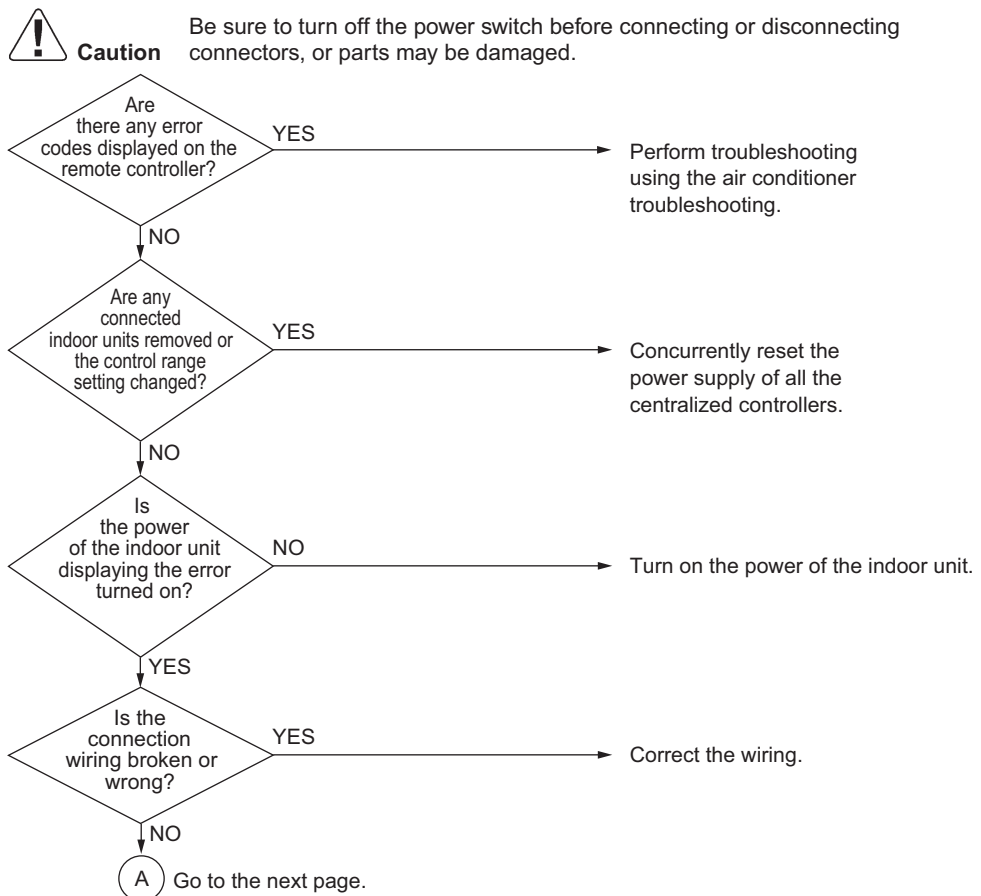 Be sure to turn off the power switch before connecting or disconnecting
Caution connectors, or parts may be damaged.
Are
there any error
codes displayed on the
remote controller?
YES
Perform troubleshooting
using the air conditioner
troubleshooting.
NO
Are any
connected
indoor units removed or
the control range
setting changed?
YES
Concurrently reset the
power supply of all the
centralized controllers.
NO
Is
the power
of the indoor unit
displaying the error
turned on?
NO
Turn on the power of the indoor unit.
YES
Is the
connection
wiring broken or
wrong?
YES
Correct the wiring.
NO
A Go to the next page.